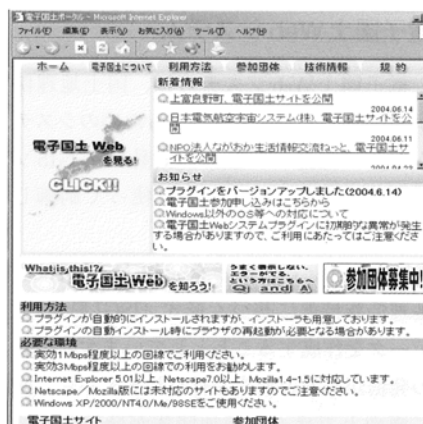 電子国土ポータル - Microsoft Internet Explorer
ファイル(F) 編集(E) 表示(V) お気に入り(A) ツール(T) ヘルプ(H)
ホーム 電子国土について 利用方法 参加団体 技術情報 規約
新着情報
上富良野町、電子国土サイトを公開
2004.06.14
日本電気航空宇宙システム(株)、電子国土サイトを公
開
2004.06.11
NPO法人ながおか生活情報交流ねっと、電子国土サ
イトを公開
電子国土 Web
を見る!
CLICK!!
お知らせ
プラグインをバージョンアップしました(2004.6.14)
電子国土参加申し込みはこちらから
Windows以外のOS等への対応について
電子国土Webシステムプラグインに初期的な異常が発生
する場合がありますので、ご利用にあたってはご注意くださ
い。
What is this!?
電子国土Webを知ろう!
うまく表示しない、
エラーがでる、
という方はこちらへ
Q and A
参加団体募集中!
利用方法
プラグインが自動的にインストールされますが、インストーラも用意しております。
プラグインの自動インストール時にブラウザの再起動が必要となる場合があります。
必要な環境
実効1Mbps程度以上の回線でご利用ください。
実効3Mbps程度以上の回線での利用をお勧めします。
Internet Explorer 5.01以上、Netscape7.0以上、Mozilla1.4~1.5に対応しています。
Netscape/Mozilla版には未対応のサイトもありますのでご注意ください。
Windows XP/2000/NT4.0/Me/98SEをご使用ください。
電子国土サイト 参加団体